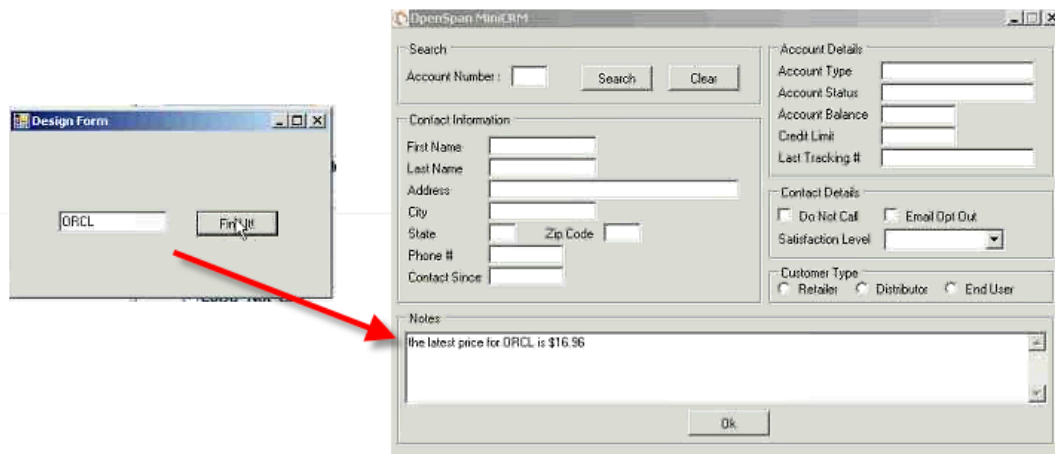 Design Form
ORCL
OpenSpan MiniCRM
Search
Account Number:
Search
Clear
Contact Information
First Name
Last Name
Address
City
State
Zip Code
Phone #
Contact Since
Account Details
Account Type
Account Status
Account Balance
Credit Limit
Last Tracking #
Contact Details
Do Not Call
Email Opt Out
Satisfaction Level
Customer Type
Retailer
Distributor
End User
Notes
the latest price for ORCL is $16.96
Ok